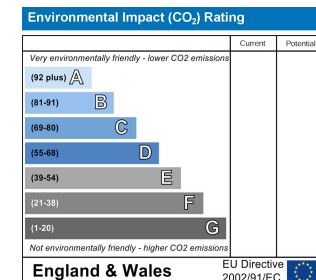 Environmental Impact (CO₂) Rating
Current Potential
Very environmentally friendly - lower CO2 emissions
(92 plus) A
(81-91) B
(69-80) C
(55-68) D
(39-54) E
(21-38) F
(1-20) G
Not environmentally friendly - higher CO2 emissions
England & Wales
EU Directive
2002/91/EC